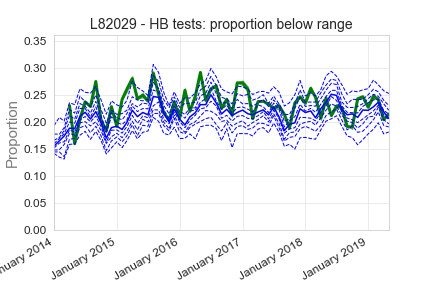 L82029 - HB tests: proportion below range
Proportion
0.35
0.30
0.25
0.20
0.15
0.10
0.05
0.00
nuary 2014
January 2015
January 2016
January 2017
January 2018
January 2019